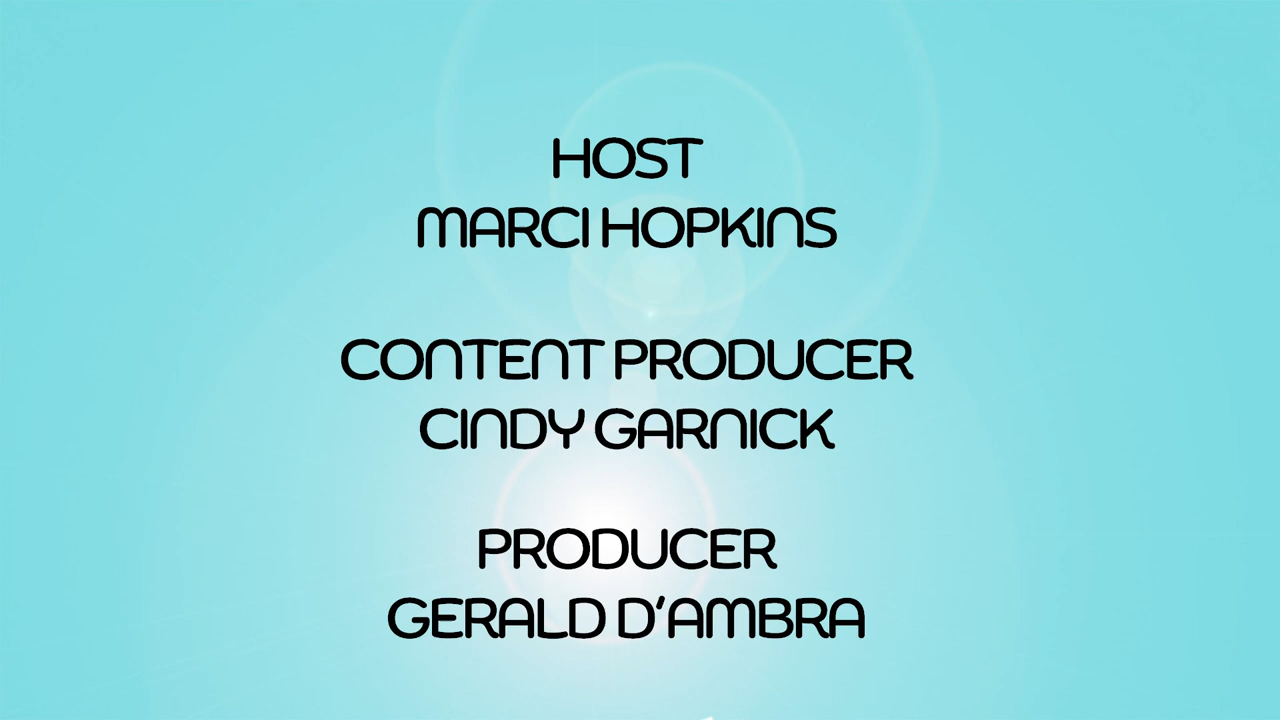 HOST
MARCI HOPKINS
CONTENT PRODUCER
CINDY GARNICK
PRODUCER
GERALD D'AMBRA